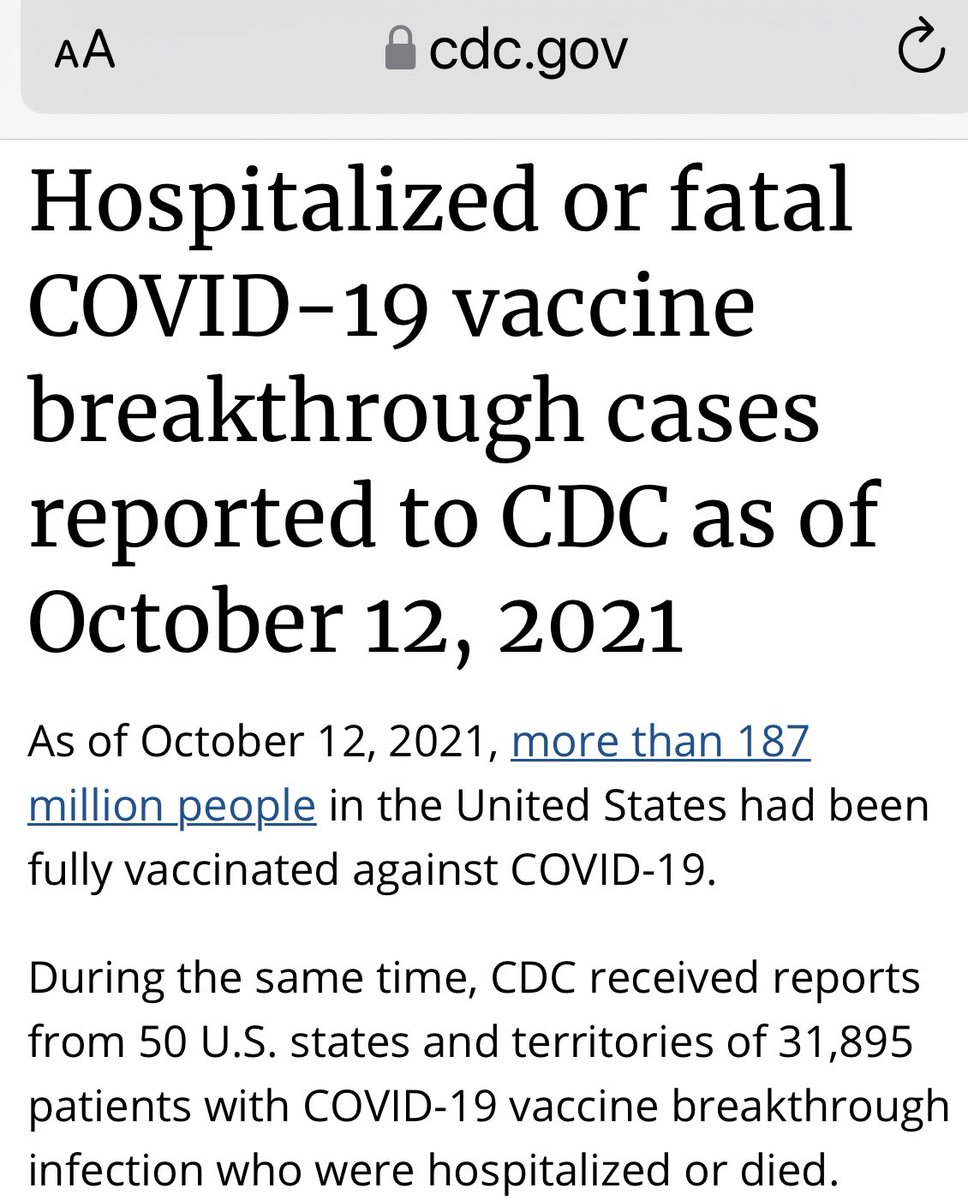 AA cdc.gov
Hospitalized or fatal
COVID-19 vaccine
breakthrough cases
reported to CDC as of
October 12, 2021
As of October 12, 2021, more than 187
million people in the United States had been
fully vaccinated against COVID-19.
During the same time, CDC received reports
from 50 U.S. states and territories of 31,895
patients with COVID-19 vaccine breakthrough
infection who were hospitalized or died.